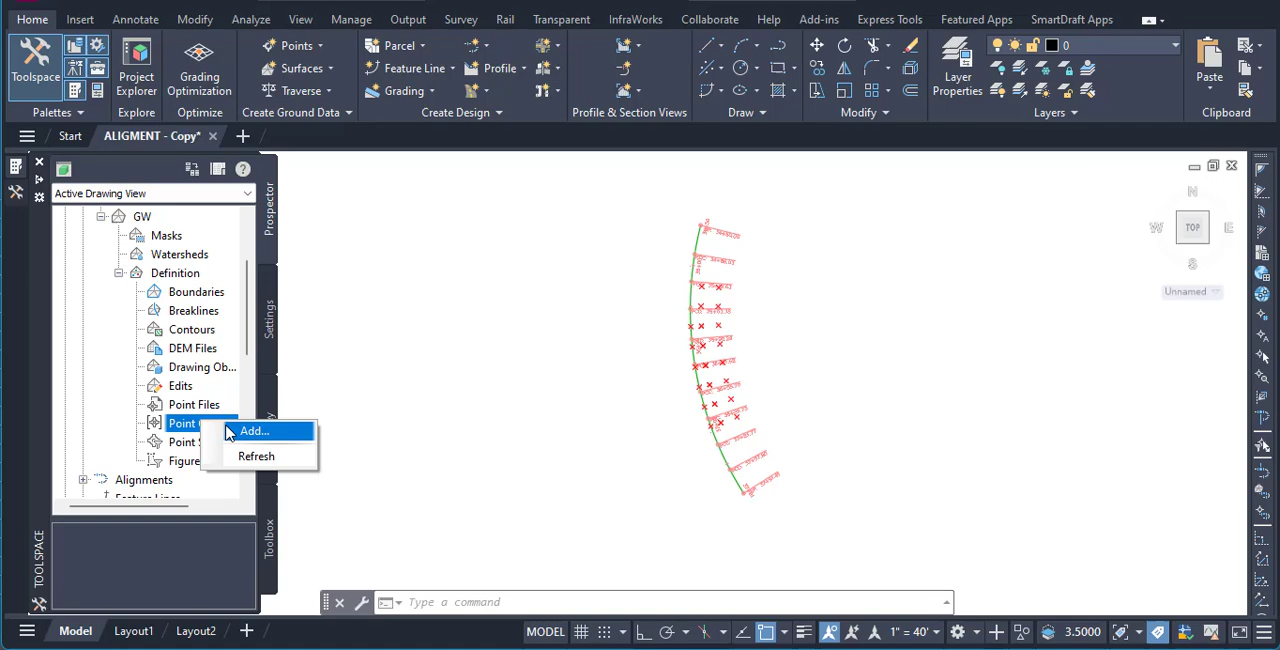 Home Insert Annotate Modify Analyze View Manage Output Survey Rail Transparent InfraWorks Collaborate Help Add-ins Express Tools Featured Apps SmartDraft Apps
Toolspace
Project
Explorer
Grading
Optimization
Points
Surfaces
Traverse
Parcel
Feature Line
Grading
Profile
Layer
Properties
0
Paste
Palettes Explore Optimize Create Ground Data Create Design Profile & Section Views Draw Modify Layers Clipboard
Start ALIGMENT - Copy*
Active Drawing View
GW
Masks
Watersheds
Definition
Boundaries
Breaklines
Contours
DEM Files
Drawing Ob...
Edits
Point Files
Point
Point
Figure
Alignments
Add...
Refresh
Prospector
Settings
Toolbox
TOOLSPACE
N
W TOP E
S
Unnamed
Type a command
Model Layout1 Layout2
MODEL 1" = 40' 3.5000